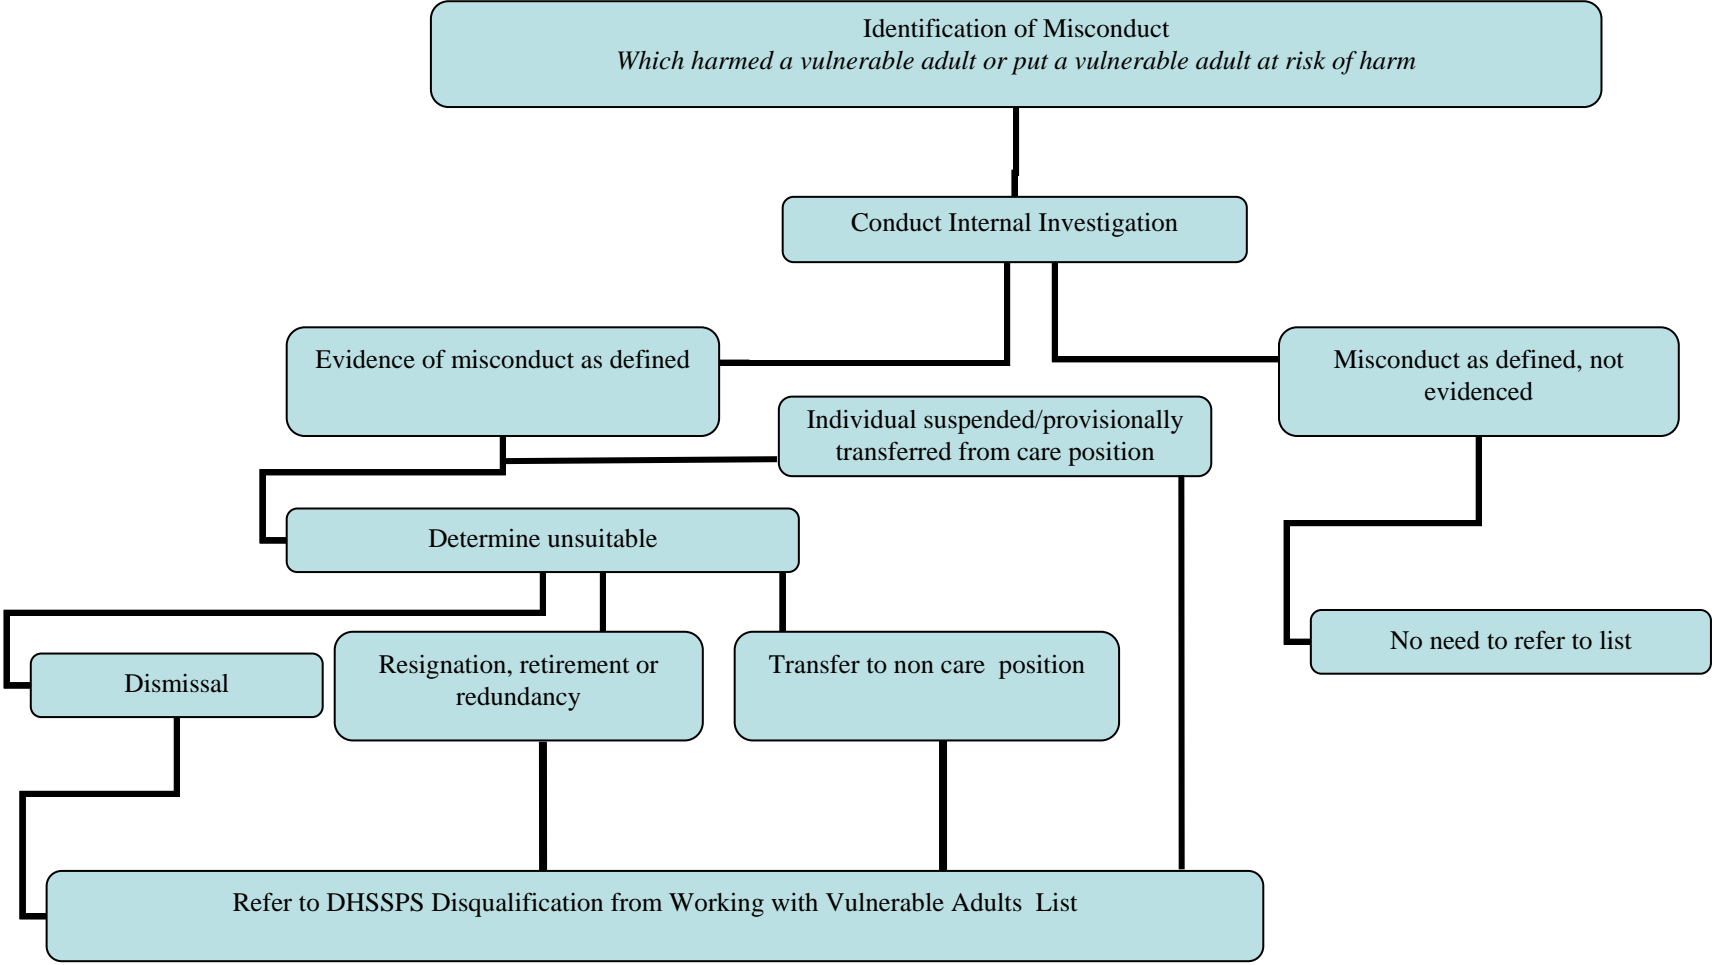 Identification of Misconduct
Which harmed a vulnerable adult or put a vulnerable adult at risk of harm
Conduct Internal Investigation
Evidence of misconduct as defined
Misconduct as defined, not
evidenced
Individual suspended/provisionally
transferred from care position
Determine unsuitable
No need to refer to list
Dismissal
Resignation, retirement or
redundancy
Transfer to non care  position
Refer to DHSSPS Disqualification from Working with Vulnerable Adults  List